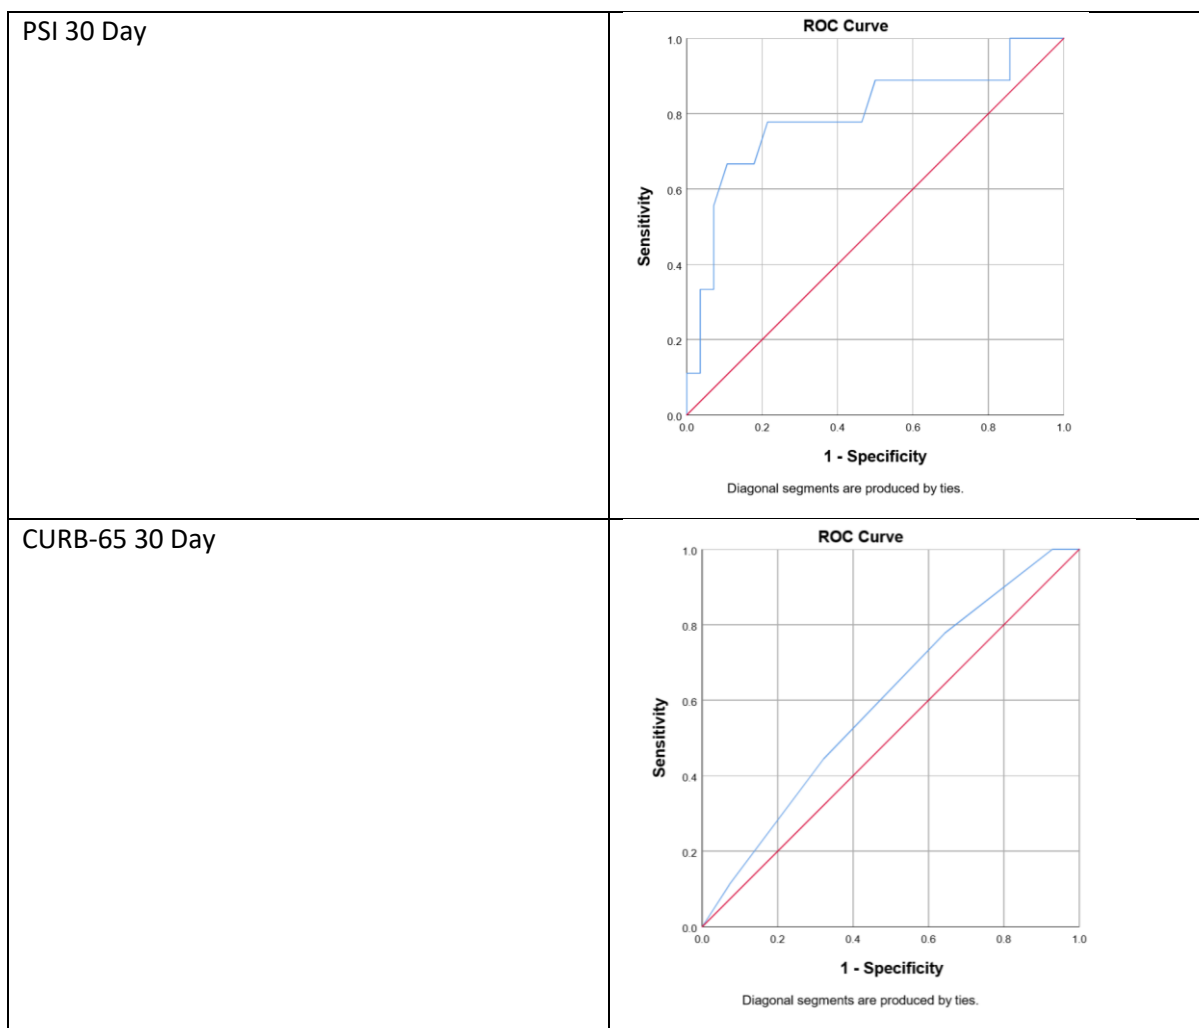 PSI 30 Day
ROC Curve
1.0
0.8
0.6
0.4
0.2
0.0
Sensitivity
0.0 0.2 0.4 0.6 0.8 1.0
1 - Specificity
Diagonal segments are produced by ties.
CURB-65 30 Day
ROC Curve
1.0
0.8
0.6
0.4
0.2
0.0
Sensitivity
0.0 0.2 0.4 0.6 0.8 1.0
1 - Specificity
Diagonal segments are produced by ties.